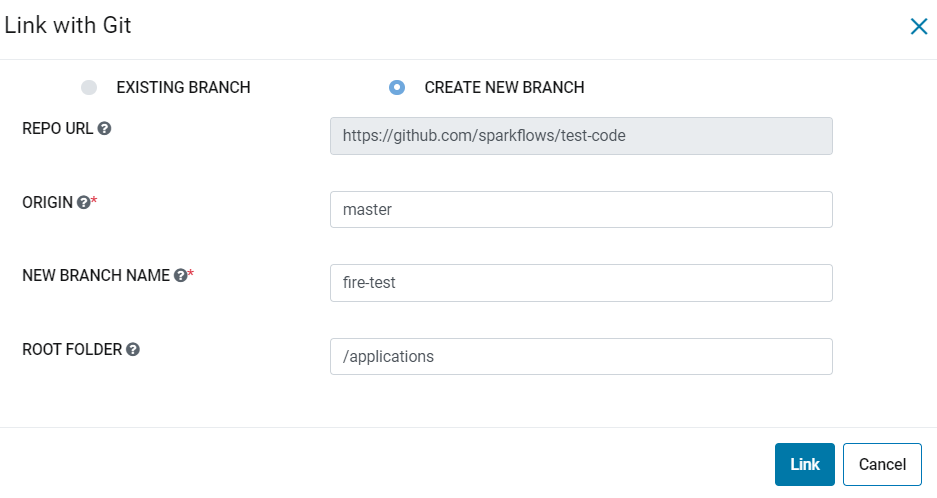 Link with Git
EXISTING BRANCH CREATE NEW BRANCH
REPO URL ? https://github.com/sparkflows/test-code
ORIGIN ?* master
NEW BRANCH NAME ?* fire-test
ROOT FOLDER ? /applications
Link Cancel